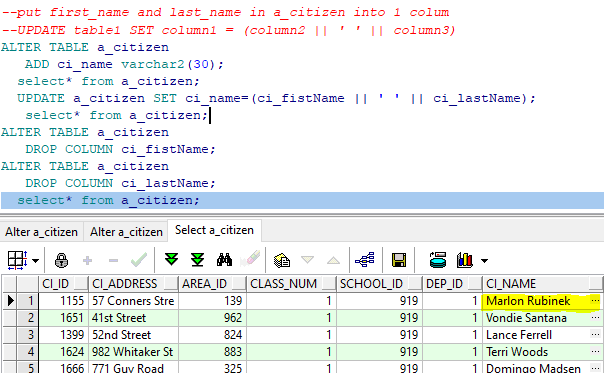 --put first_name and last_name in a_citizen into 1 colum
--UPDATE table1 SET column1 = (column2 || ' ' || column3)
ALTER TABLE a_citizen
ADD ci_name varchar2(30);
select* from a_citizen;
UPDATE a_citizen SET ci_name=(ci_fistName || ' ' || ci_lastName);
select* from a_citizen;
ALTER TABLE a_citizen
DROP COLUMN ci_fistName;
ALTER TABLE a_citizen
DROP COLUMN ci_lastName;
select* from a_citizen;
Alter a_citizen Alter a_citizen Select a_citizen
CI_ID CI_ADDRESS AREA_ID CLASS_NUM SCHOOL_ID DEP_ID CI_NAME
1 1155 57 Conners Stre 139 1 919 1 Marlon Rubinek ...
2 1651 41st Street 962 1 919 1 Vondie Santana ...
3 1399 52nd Street 824 1 919 1 Lance Ferrell ...
4 1624 982 Whitaker St 883 1 919 1 Terri Woods ...
5 1666 771 Guy Road 325 1 919 1 Domingo Madsen ...